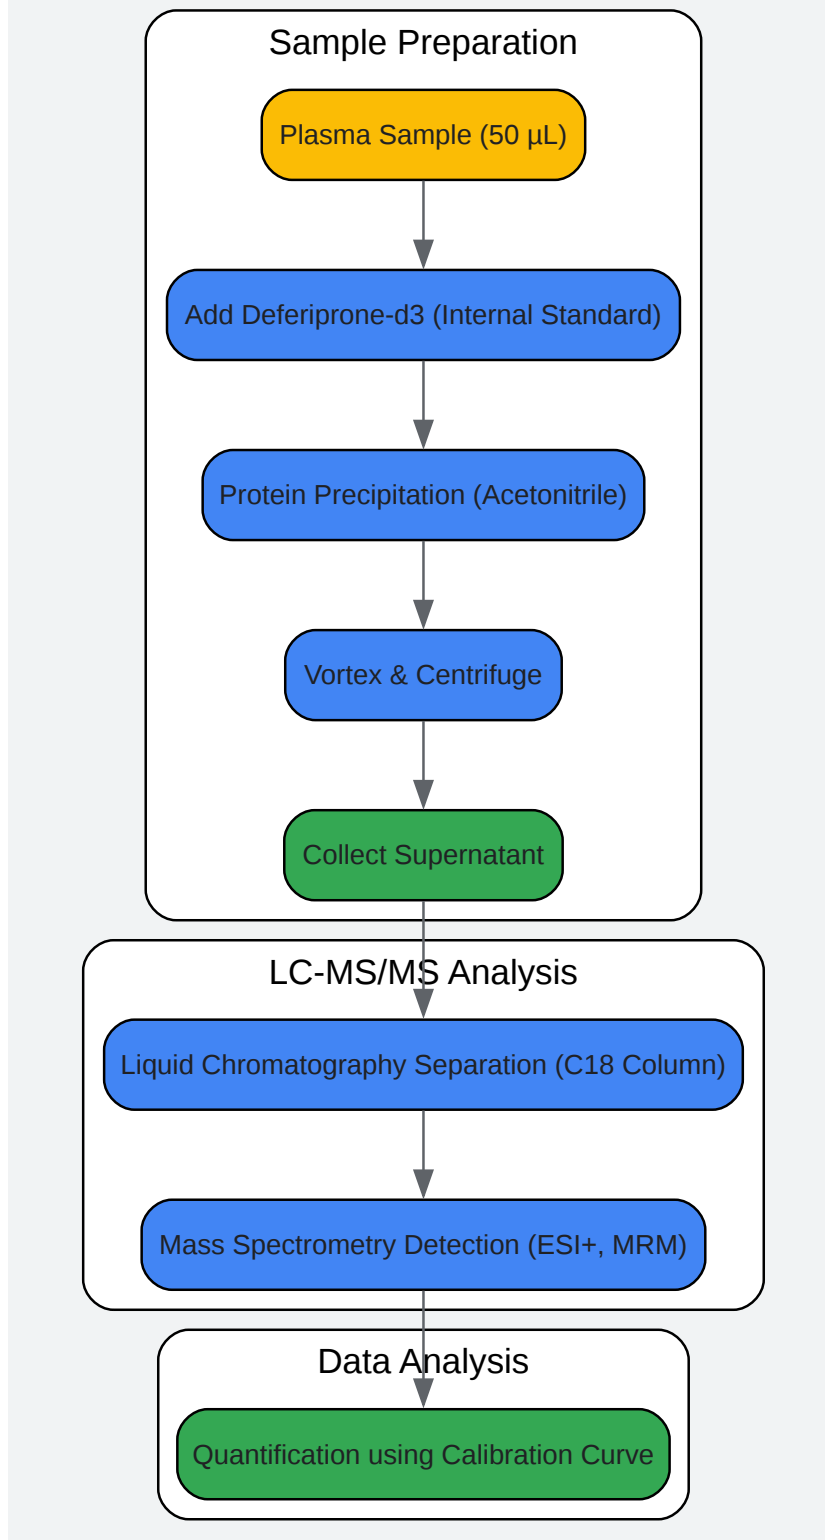 Sample Preparation
Plasma Sample (50 µL)
Add Deferiprone-d3 (Internal Standard)
Protein Precipitation (Acetonitrile)
Vortex & Centrifuge
Collect Supernatant
LC-MS/MS Analysis
Liquid Chromatography Separation (C18 Column)
Mass Spectrometry Detection (ESI+, MRM)
Data Analysis
Quantification using Calibration Curve